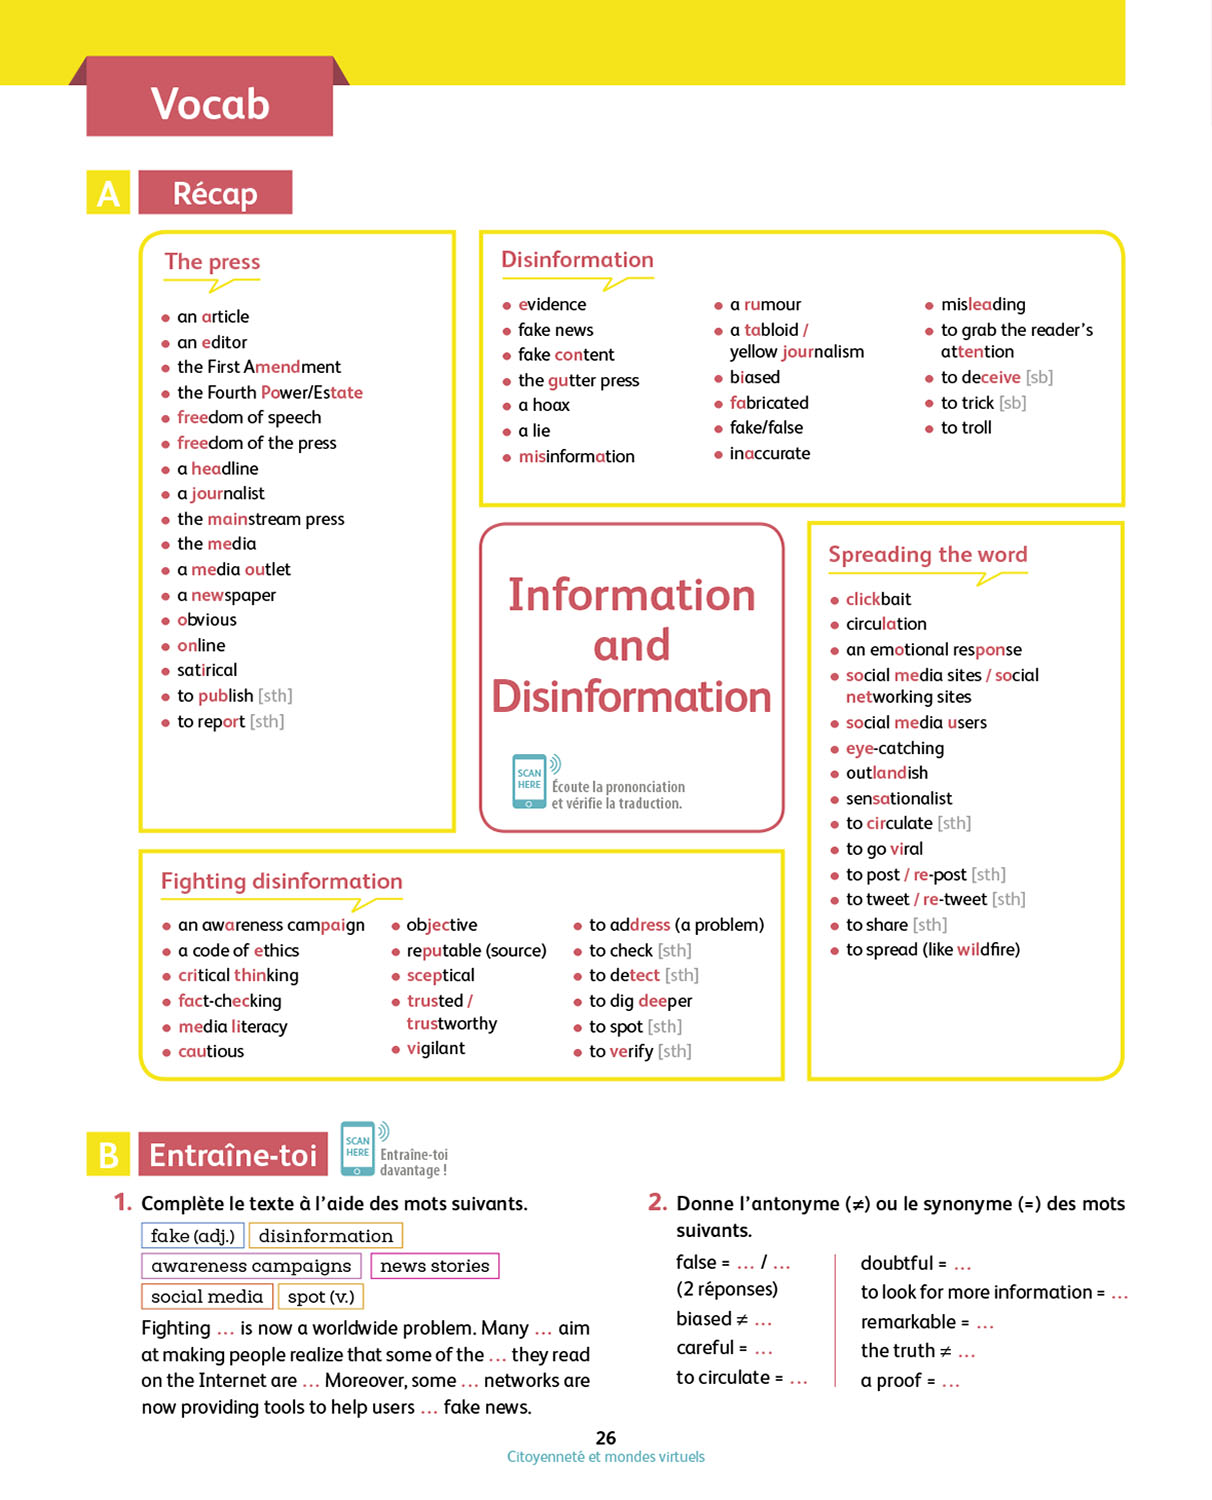 Vocab
A Récap
The press
• an article
• an editor
• the First Amendment
• the Fourth Power/Estate
• freedom of speech
• freedom of the press
• a headline
• a journalist
• the mainstream press
• the media
• a media outlet
• a newspaper
• obvious
• online
• satirical
• to publish [sth]
• to report [sth]
Disinformation
• evidence
• fake news
• fake content
• the gutter press
• a hoax
• a lie
• misinformation
• a rumour
• a tabloid /
yellow journalism
• biased
• fabricated
• fake/false
• inaccurate
• misleading
• to grab the reader's
attention
• to deceive [sb]
• to trick [sb]
• to troll
Information
and
Disinformation
SCAN
HERE
Écoute la prononciation
et vérifie la traduction.
Spreading the word
• clickbait
• circulation
• an emotional response
• social media sites / social
networking sites
• social media users
• eye-catching
• outlandish
• sensationalist
• to circulate [sth]
• to go viral
• to post / re-post [sth]
• to tweet / re-tweet [sth]
• to share [sth]
• to spread (like wildfire)
Fighting disinformation
• an awareness campaign
• a code of ethics
• critical thinking
• fact-checking
• media literacy
• cautious
• objective
• reputable (source)
• sceptical
• trusted /
trustworthy
• vigilant
• to address (a problem)
• to check [sth]
• to detect [sth]
• to dig deeper
• to spot [sth]
• to verify [sth]
B Entraîne-toi
SCAN
HERE
Entraîne-toi
davantage !
1. Complète le texte à l'aide des mots suivants.
fake (adj.) disinformation
awareness campaigns news stories
social media spot (v.)
Fighting … is now a worldwide problem. Many … aim
at making people realize that some of the … they read
on the Internet are … Moreover, some … networks are
now providing tools to help users … fake news.
2. Donne l'antonyme (≠) ou le synonyme (=) des mots
suivants.
false = … / …
(2 réponses)
biased ≠ …
careful = …
to circulate = …
doubtful = …
to look for more information = …
remarkable = …
the truth ≠ …
a proof = …
26
Citoyenneté et mondes virtuels